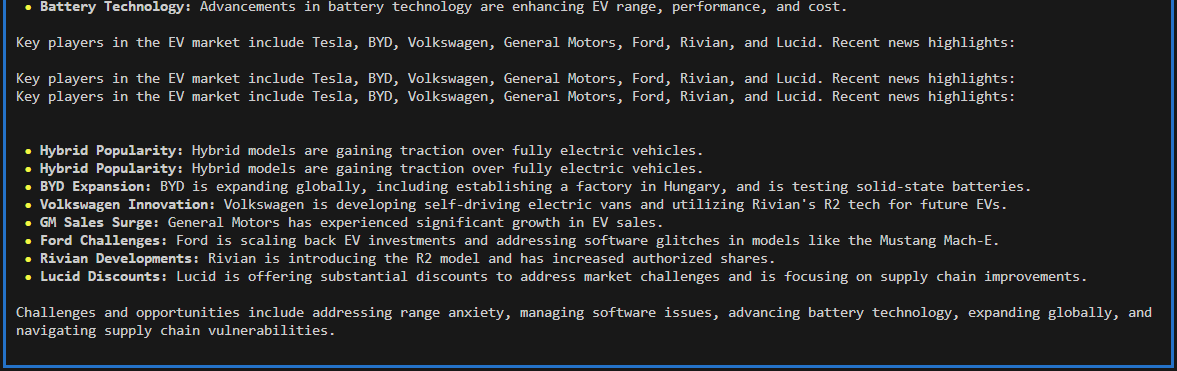 • Battery Technology: Advancements in battery technology are enhancing EV range, performance, and cost.
Key players in the EV market include Tesla, BYD, Volkswagen, General Motors, Ford, Rivian, and Lucid. Recent news highlights:
Key players in the EV market include Tesla, BYD, Volkswagen, General Motors, Ford, Rivian, and Lucid. Recent news highlights:
Key players in the EV market include Tesla, BYD, Volkswagen, General Motors, Ford, Rivian, and Lucid. Recent news highlights:
• Hybrid Popularity: Hybrid models are gaining traction over fully electric vehicles.
• Hybrid Popularity: Hybrid models are gaining traction over fully electric vehicles.
• BYD Expansion: BYD is expanding globally, including establishing a factory in Hungary, and is testing solid-state batteries.
• Volkswagen Innovation: Volkswagen is developing self-driving electric vans and utilizing Rivian's R2 tech for future EVs.
• GM Sales Surge: General Motors has experienced significant growth in EV sales.
• Ford Challenges: Ford is scaling back EV investments and addressing software glitches in models like the Mustang Mach-E.
• Rivian Developments: Rivian is introducing the R2 model and has increased authorized shares.
• Lucid Discounts: Lucid is offering substantial discounts to address market challenges and is focusing on supply chain improvements.
Challenges and opportunities include addressing range anxiety, managing software issues, advancing battery technology, expanding globally, and
navigating supply chain vulnerabilities.